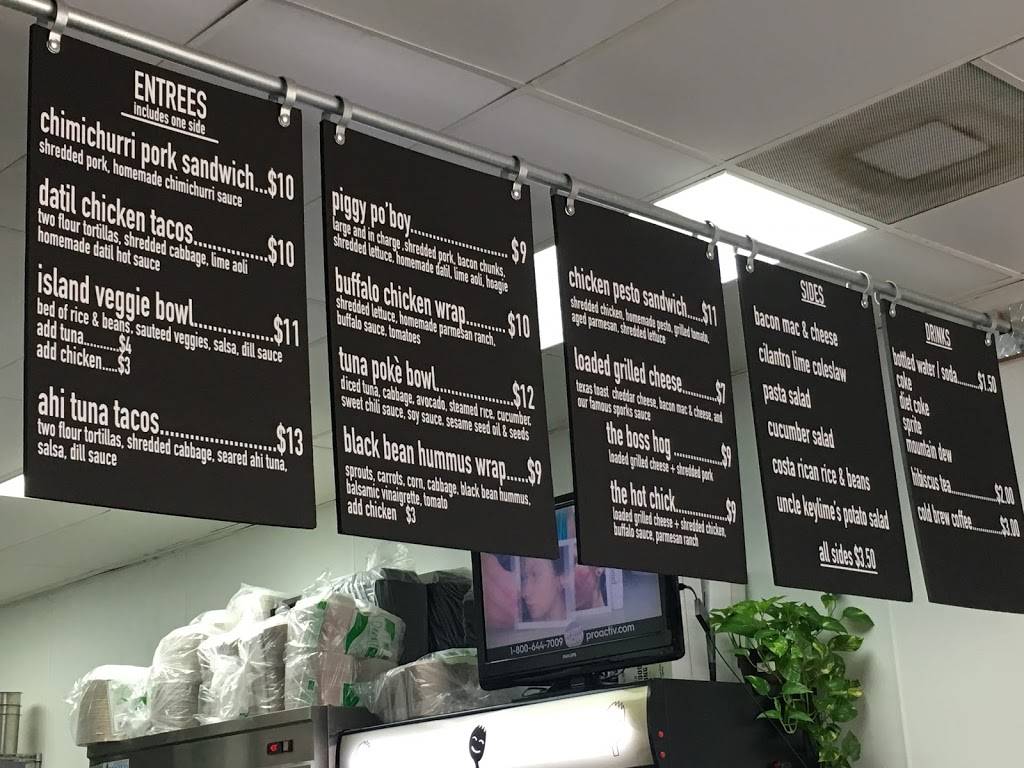 ENTREES
includes one side
chimichurri pork sandwich...$10
shredded pork, homemade chimichurri sauce
datil chicken tacos............$10
two flour tortillas, shredded cabbage, lime aoli
homemade datil hot sauce
island veggie bowl.............$11
bed of rice & beans, sauteed veggies, salsa, dill sauce
add tuna..........$4
add chicken.....$3
ahi tuna tacos....................$13
two flour tortillas, shredded cabbage, seared ahi tuna,
salsa, dill sauce
piggy po'boy......................$9
large and in charge .shredded pork, bacon chunks,
shredded lettuce, homemade datil, lime aoli, hoagie
buffalo chicken wrap.........$10
shredded lettuce, homemade parmesan ranch,
buffalo sauce, tomatoes
tuna pokè bowl................$12
diced tuna, cabbage, avocado, steamed rice, cucumber,
sweet chili sauce, soy sauce, sesame seed oil & seeds
black bean hummus wrap.....$9
sprouts, carrots, corn, cabbage, black bean hummus,
balsamic vinaigrette, tomato
add chicken $3
chicken pesto sandwich....$11
shredded chicken, homemade pesto, grilled tomato,
aged parmesan, shredded lettuce
loaded grilled cheese.........$7
texas toast cheddar cheese, bacon mac & cheese, and
our famous sporks sauce
the boss hog .............$9
loaded grilled cheese + shredded pork
the hot chick..............$9
loaded grilled cheese + shredded chicken,
buffalo sauce, parmesan ranch
SIDES
bacon mac & cheese
cilantro lime coleslaw
pasta salad
cucumber salad
costa rican rice & beans
uncle keylime's potato salad
all sides $3.50
DRINKS
bottled water | soda.........$1.50
coke
diet coke
sprite
mountain dew
hibiscus tea..................$2.00
cold brew coffee............$3.00
1-800-644-7009 proactiv.com
PHILIPS